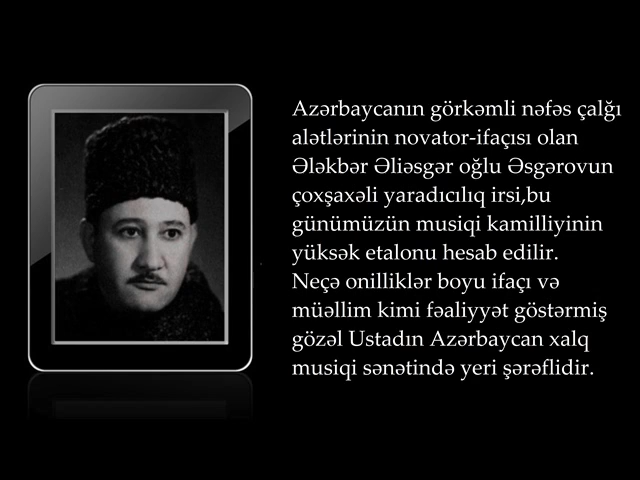 Azərbaycanın görkəmli nəfəs çalğı
alətlərinin novator-ifaçısı olan
Ələkbər Əliəsgər oğlu Əsgərovun
çoxşaxəli yaradıcılıq irsi,bu
günümüzün musiqi kamilliyinin
yüksək etalonu hesab edilir.
Neçə onilliklər boyu ifaçı və
müəllim kimi fəaliyyət göstərmiş
gözəl Ustadın Azərbaycan xalq
musiqi sənətində yeri şərəflidir.